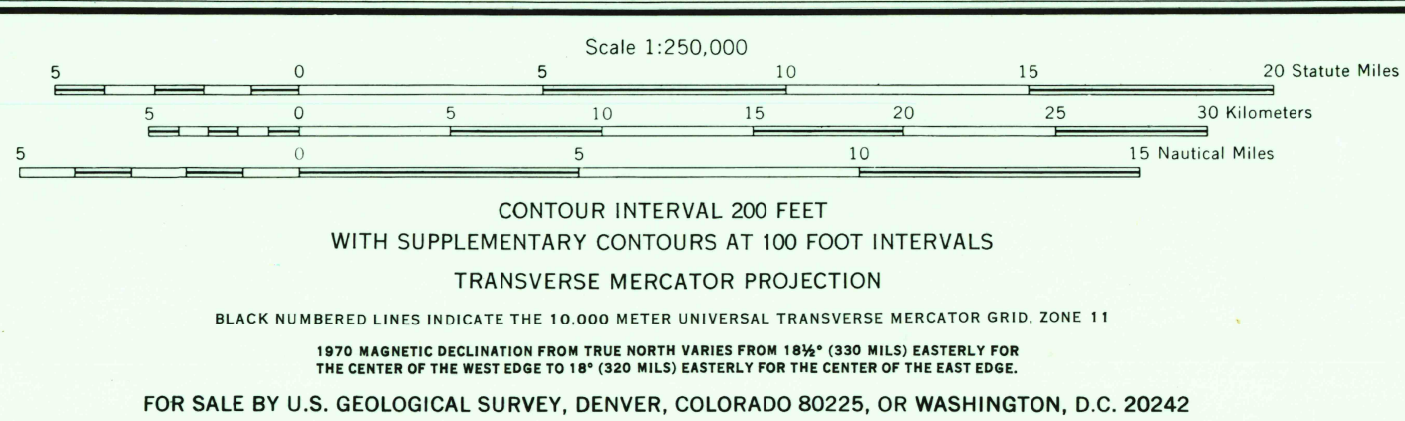 Scale 1:250,000
5 0 5 10 15 20 Statute Miles
5 0 5 10 15 20 25 30 Kilometers
5 0 5 10 15 Nautical Miles
CONTOUR INTERVAL 200 FEET
WITH SUPPLEMENTARY CONTOURS AT 100 FOOT INTERVALS
TRANSVERSE MERCATOR PROJECTION
BLACK NUMBERED LINES INDICATE THE 10,000 METER UNIVERSAL TRANSVERSE MERCATOR GRID, ZONE 11
1970 MAGNETIC DECLINATION FROM TRUE NORTH VARIES FROM 18½° (330 MILS) EASTERLY FOR
THE CENTER OF THE WEST EDGE TO 18° (320 MILS) EASTERLY FOR THE CENTER OF THE EAST EDGE.
FOR SALE BY U.S. GEOLOGICAL SURVEY, DENVER, COLORADO 80225, OR WASHINGTON, D.C. 20242